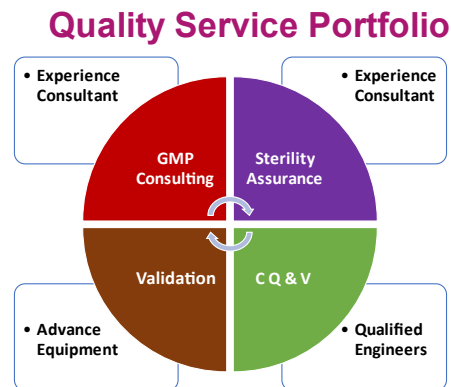 Quality Service Portfolio
• Experience
Consultant
• Experience
Consultant
GMP
Consulting
Sterility
Assurance
Validation
C Q & V
• Advance
Equipment
• Qualified
Engineers